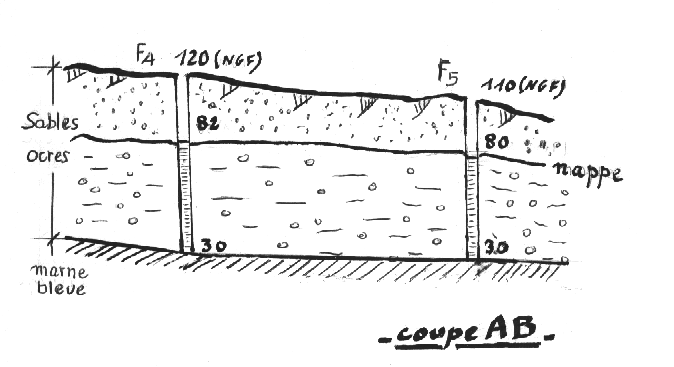 F4 120 (NGF)
F5 110 (NGF)
Sables
ocres
82
80
nappe
30
30
marne
bleue
- coupe AB -